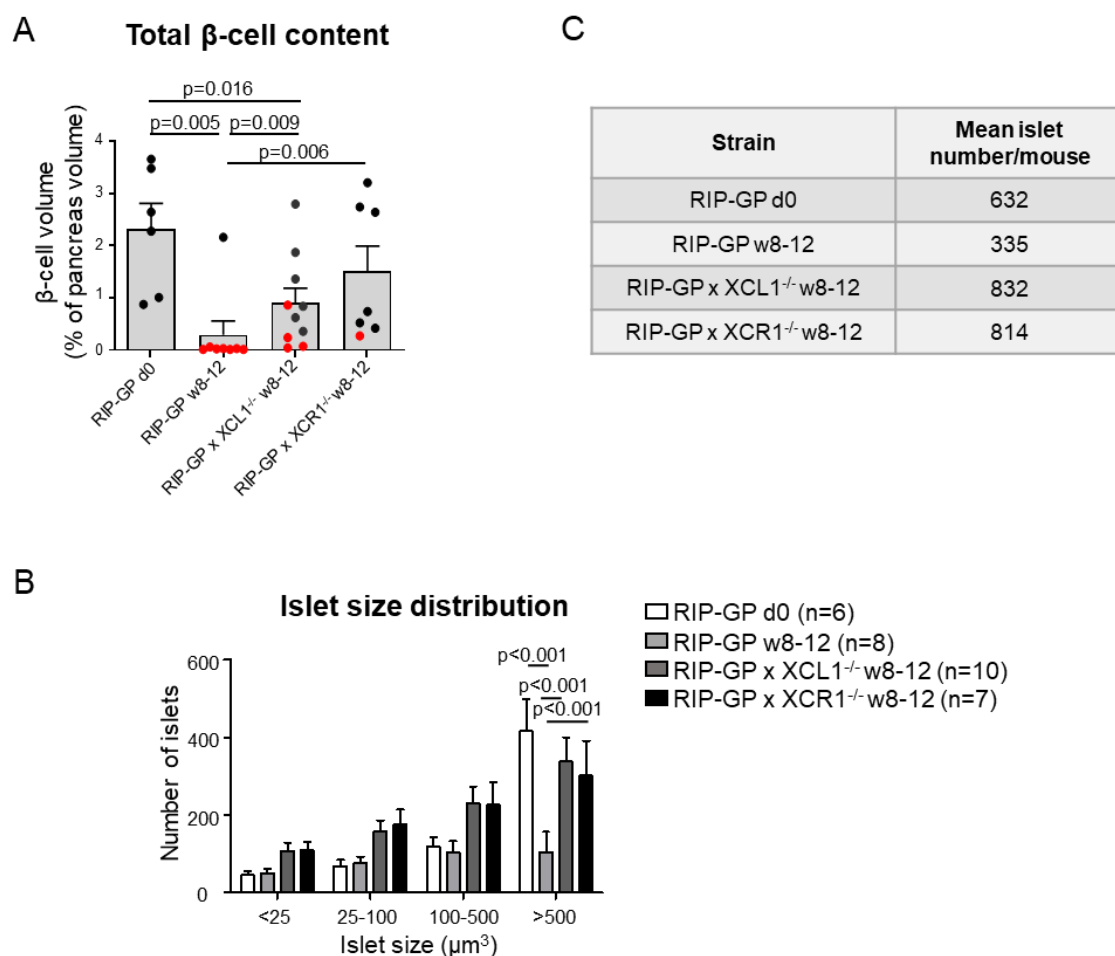 A
Total β-cell content
p=0.016
p=0.005 p=0.009
p=0.006
β-cell volume
(% of pancreas volume)
4
3
2
1
0
RIP-GP d0
RIP-GP w8-12
RIP-GP x XCL1-/- w8-12
RIP-GP x XCR1-/- w8-12
C
Strain Mean islet number/mouse
RIP-GP d0 632
RIP-GP w8-12 335
RIP-GP x XCL1-/- w8-12 832
RIP-GP x XCR1-/- w8-12 814
B
Islet size distribution
Number of islets
600
400
200
0
p<0.001
p<0.001
p<0.001
<25 25-100 100-500 >500
Islet size (µm³)
RIP-GP d0 (n=6)
RIP-GP w8-12 (n=8)
RIP-GP x XCL1-/- w8-12 (n=10)
RIP-GP x XCR1-/- w8-12 (n=7)